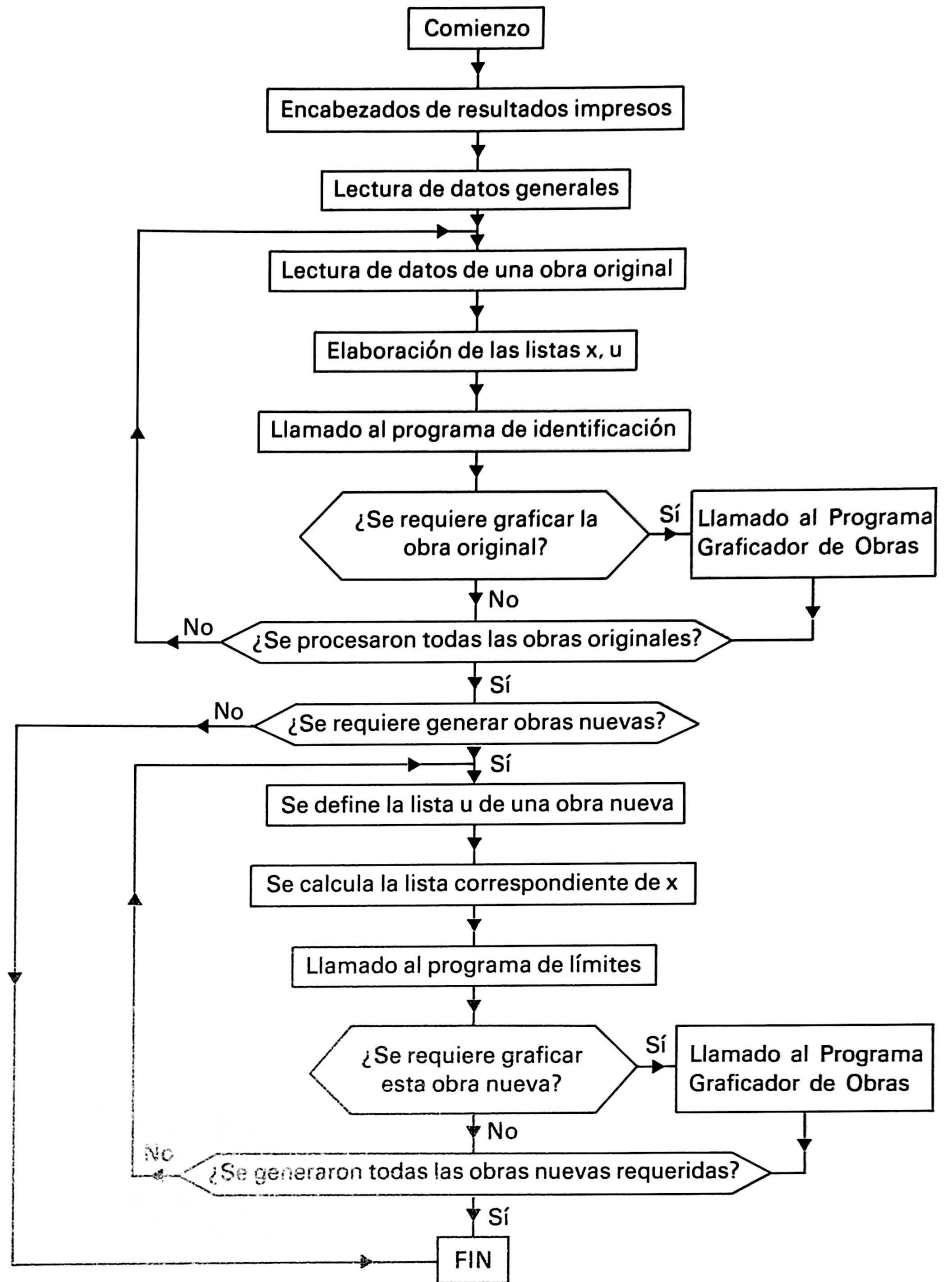 Comienzo
Encabezados de resultados impresos
Lectura de datos generales
Lectura de datos de una obra original
Elaboración de las listas x, u
Llamado al programa de identificación
¿Se requiere graficar la
obra original?
Sí
Llamado al Programa
Graficador de Obras
No
No
¿Se procesaron todas las obras originales?
Sí
No
¿Se requiere generar obras nuevas?
Sí
Se define la lista u de una obra nueva
Se calcula la lista correspondiente de x
Llamado al programa de límites
¿Se requiere graficar
esta obra nueva?
Sí
Llamado al Programa
Graficador de Obras
No
No
¿Se generaron todas las obras nuevas requeridas?
Sí
FIN